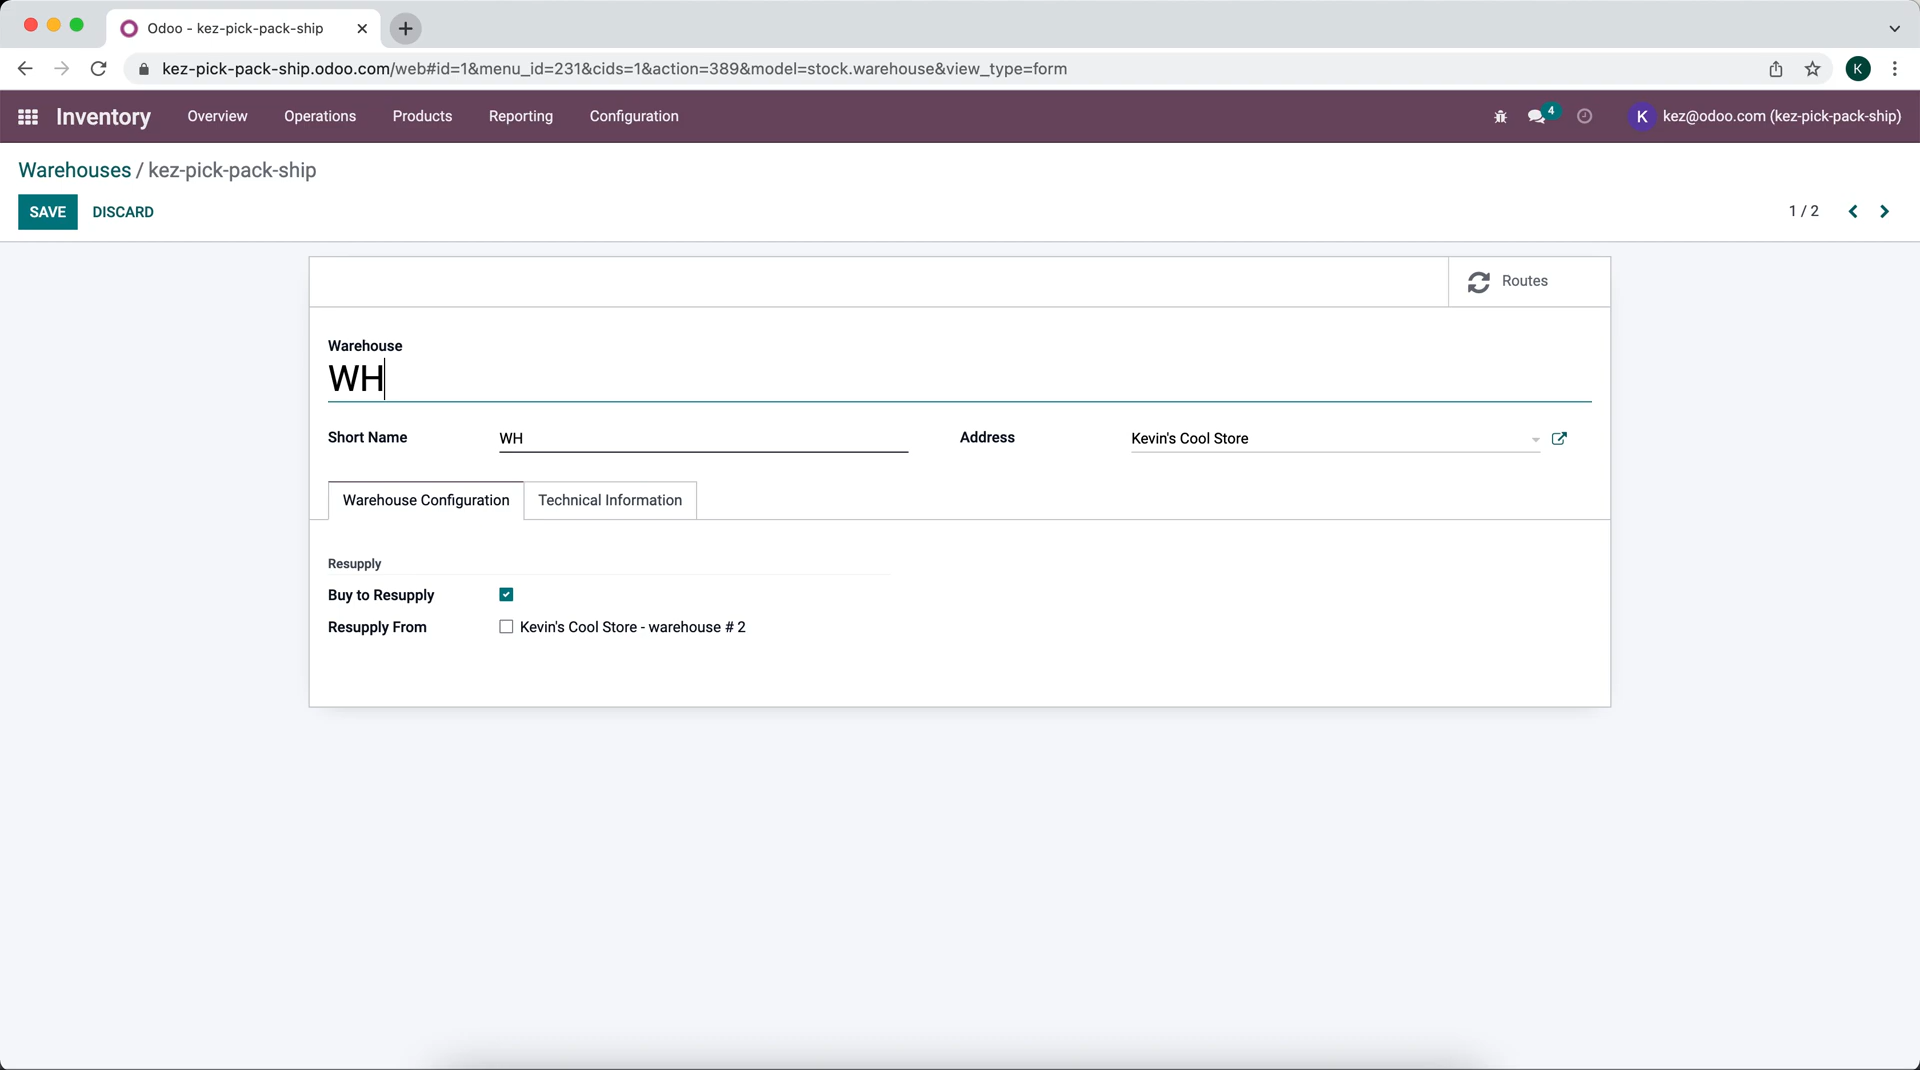 Odoo - kez-pick-pack-ship
kez-pick-pack-ship.odoo.com/web#id=1&menu_id=231&cids=1&action=389&model=stock.warehouse&view_type=form
K
Inventory Overview Operations Products Reporting Configuration 4 K kez@odoo.com (kez-pick-pack-ship)
Warehouses / kez-pick-pack-ship
SAVE DISCARD 1 / 2
Routes
Warehouse
WH
Short Name WH Address Kevin's Cool Store
Warehouse Configuration Technical Information
Resupply
Buy to Resupply
Resupply From Kevin's Cool Store - warehouse # 2